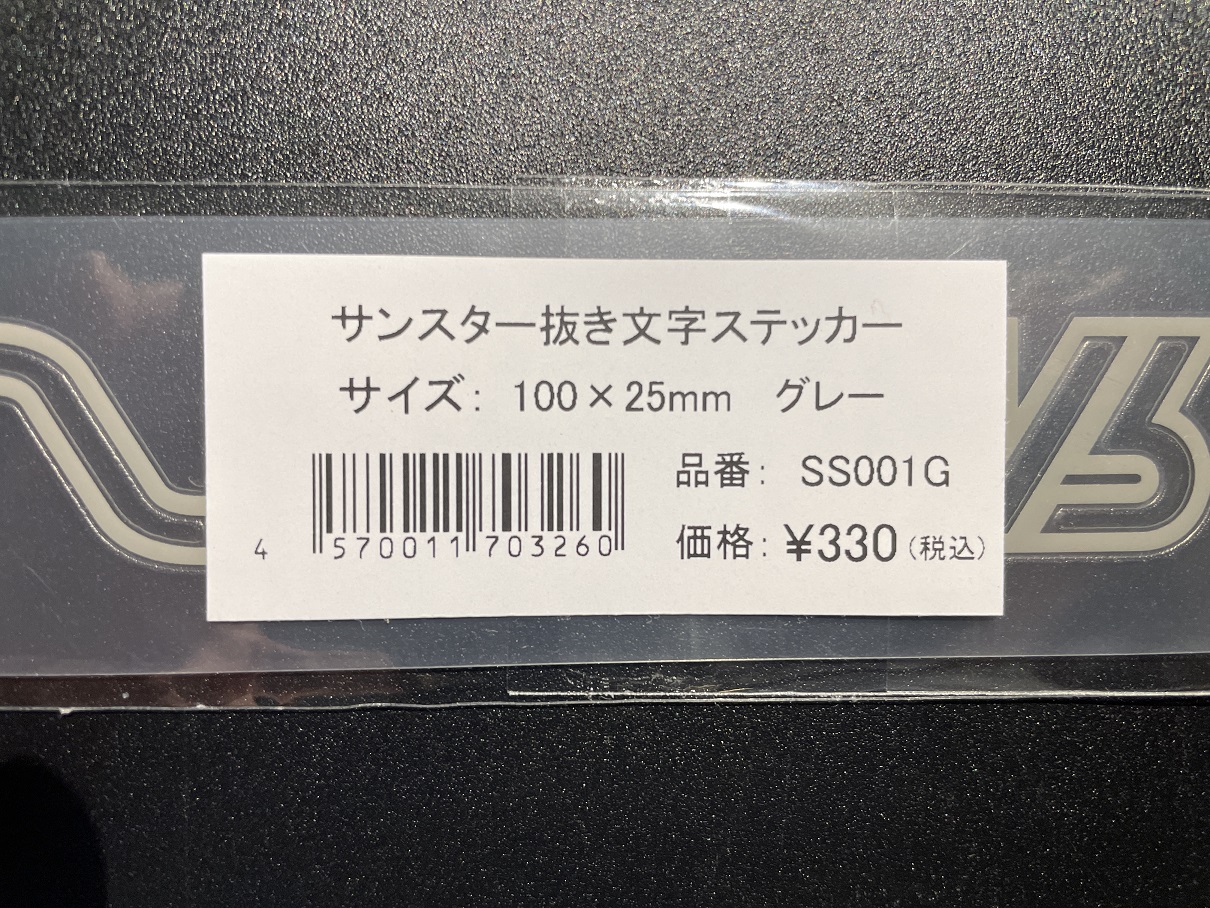 サンスター抜き文字ステッカー
サイズ: 100×25mm　グレー
品番: SS001G
価格: ¥330 (税込)
4 570011 703260